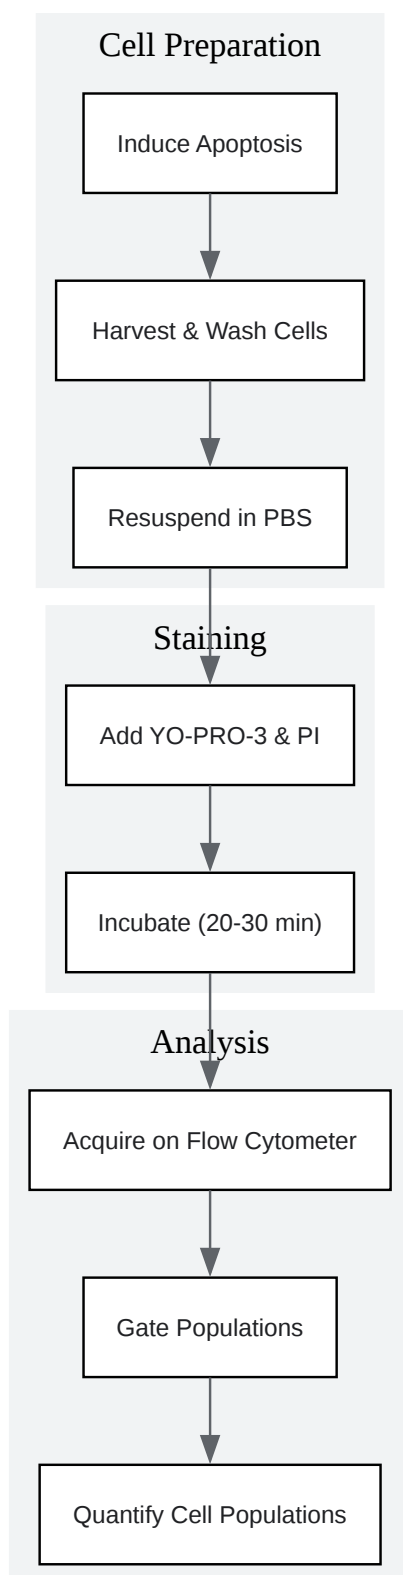 Cell Preparation
Induce Apoptosis
Harvest & Wash Cells
Resuspend in PBS
Staining
Add YO-PRO-3 & PI
Incubate (20-30 min)
Analysis
Acquire on Flow Cytometer
Gate Populations
Quantify Cell Populations